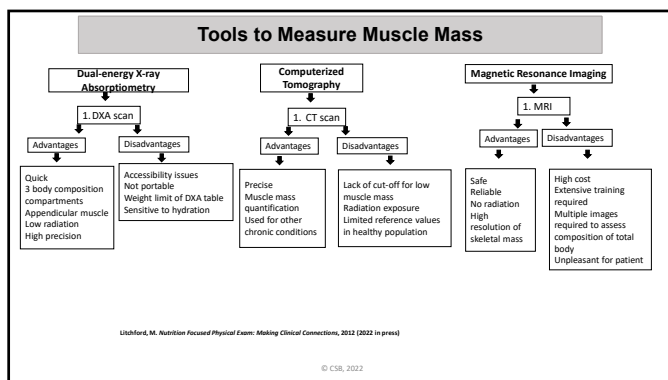 Tools to Measure Muscle Mass
Dual-energy X-ray
Absorptiometry
1. DXA scan
Advantages
Quick
3 body composition
compartments
Appendicular muscle
Low radiation
High precision
Disadvantages
Accessibility issues
Not portable
Weight limit of DXA table
Sensitive to hydration
Computerized
Tomography
1. CT scan
Advantages
Precise
Muscle mass
quantification
Used for other
chronic conditions
Disadvantages
Lack of cut-off for low
muscle mass
Radiation exposure
Limited reference values
in healthy population
Magnetic Resonance Imaging
1. MRI
Advantages
Safe
Reliable
No radiation
High
resolution of
skeletal mass
Disadvantages
High cost
Extensive training
required
Multiple images
required to assess
composition of total
body
Unpleasant for patient
Litchford, M. Nutrition Focused Physical Exam: Making Clinical Connections, 2012 (2022 in press)
© CSB, 2022